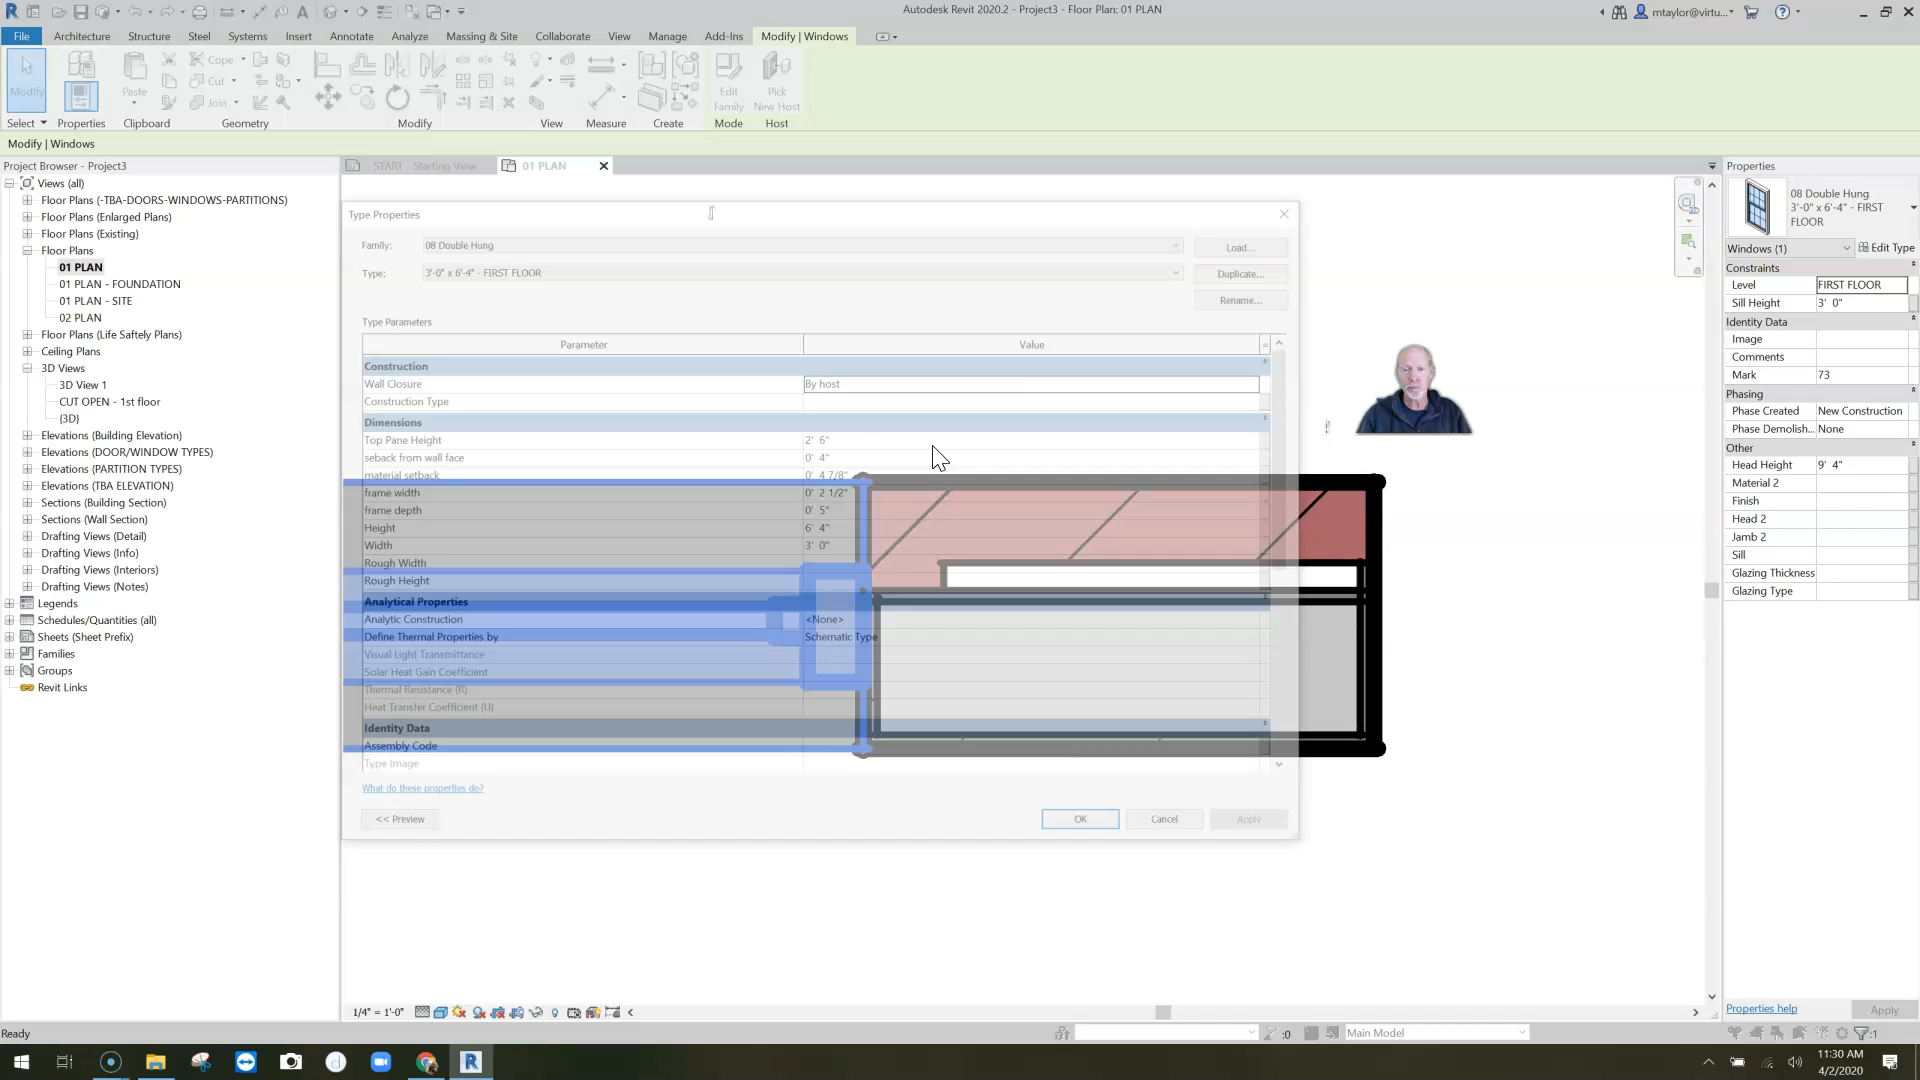 Autodesk Revit 2020.2 - Project3 - Floor Plan: 01 PLAN
mtaylor@virtu...
File Architecture Structure Steel Systems Insert Annotate Analyze Massing & Site Collaborate View Manage Add-Ins Modify | Windows
Modify
Paste
Cope
Cut
Join
Edit Family
Pick New Host
Select Properties Clipboard Geometry Modify View Measure Create Mode Host
Modify | Windows
Project Browser - Project3
Views (all)
Floor Plans (-TBA-DOORS-WINDOWS-PARTITIONS)
Floor Plans (Enlarged Plans)
Floor Plans (Existing)
Floor Plans
01 PLAN
01 PLAN - FOUNDATION
01 PLAN - SITE
02 PLAN
Floor Plans (Life Saftely Plans)
Ceiling Plans
3D Views
3D View 1
CUT OPEN - 1st floor
{3D}
Elevations (Building Elevation)
Elevations (DOOR/WINDOW TYPES)
Elevations (PARTITION TYPES)
Elevations (TBA ELEVATION)
Sections (Building Section)
Sections (Wall Section)
Drafting Views (Detail)
Drafting Views (Info)
Drafting Views (Interiors)
Drafting Views (Notes)
Legends
Schedules/Quantities (all)
Sheets (Sheet Prefix)
Families
Groups
Revit Links
START Starting View
01 PLAN
Type Properties
Family: 08 Double Hung Load...
Type: 3'-0" x 6'-4" - FIRST FLOOR Duplicate...
Rename...
Type Parameters
Parameter Value =
Construction
Wall Closure By host
Construction Type
Dimensions
Top Pane Height 2' 6"
seback from wall face 0' 4"
material setback 0' 4 7/8"
frame width 0' 2 1/2"
frame depth 0' 5"
Height 6' 4"
Width 3' 0"
Rough Width
Rough Height
Analytical Properties
Analytic Construction <None>
Define Thermal Properties by Schematic Type
Visual Light Transmittance
Solar Heat Gain Coefficient
Thermal Resistance (R)
Heat Transfer Coefficient (U)
Identity Data
Assembly Code
Type Image
What do these properties do?
<< Preview OK Cancel Apply
Properties
08 Double Hung
3'-0" x 6'-4" - FIRST
FLOOR
Windows (1) Edit Type
Constraints
Level FIRST FLOOR
Sill Height 3' 0"
Identity Data
Image
Comments
Mark 73
Phasing
Phase Created New Construction
Phase Demolish... None
Other
Head Height 9' 4"
Material 2
Finish
Head 2
Jamb 2
Sill
Glazing Thickness
Glazing Type
Properties help Apply
1/4" = 1'-0"
Ready
:0
Main Model
:1
11:30 AM
4/2/2020